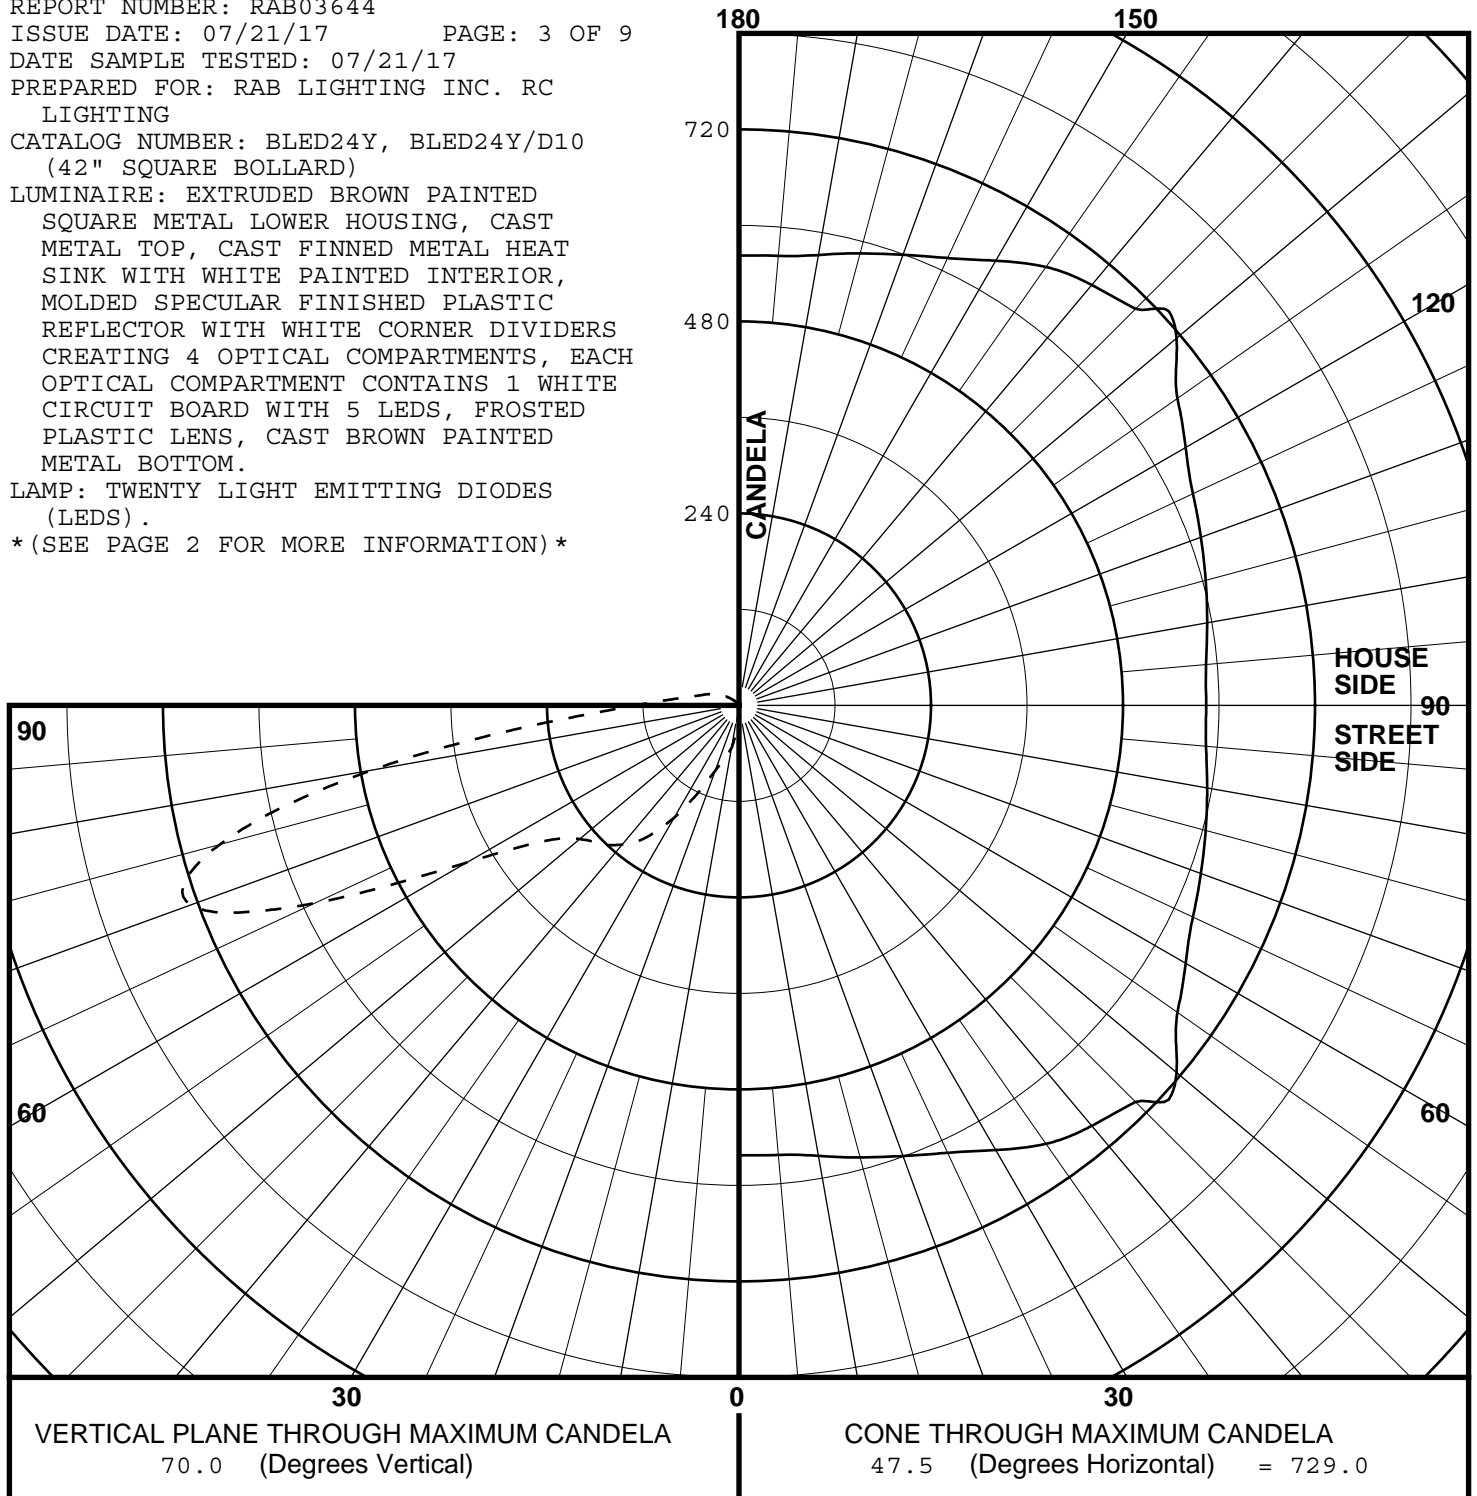 REPORT NUMBER: RAB03644
ISSUE DATE: 07/21/17 PAGE: 3 OF 9
DATE SAMPLE TESTED: 07/21/17
PREPARED FOR: RAB LIGHTING INC. RC
LIGHTING
CATALOG NUMBER: BLED24Y, BLED24Y/D10
(42" SQUARE BOLLARD)
LUMINAIRE: EXTRUDED BROWN PAINTED
SQUARE METAL LOWER HOUSING, CAST
METAL TOP, CAST FINNED METAL HEAT
SINK WITH WHITE PAINTED INTERIOR,
MOLDED SPECULAR FINISHED PLASTIC
REFLECTOR WITH WHITE CORNER DIVIDERS
CREATING 4 OPTICAL COMPARTMENTS, EACH
OPTICAL COMPARTMENT CONTAINS 1 WHITE
CIRCUIT BOARD WITH 5 LEDS, FROSTED
PLASTIC LENS, CAST BROWN PAINTED
METAL BOTTOM.
LAMP: TWENTY LIGHT EMITTING DIODES
(LEDS).
*(SEE PAGE 2 FOR MORE INFORMATION)*
180
150
720
480
240
CANDELA
120
HOUSE
SIDE
90
STREET
SIDE
90
60
60
30
0
30
VERTICAL PLANE THROUGH MAXIMUM CANDELA
70.0 (Degrees Vertical)
CONE THROUGH MAXIMUM CANDELA
47.5 (Degrees Horizontal) = 729.0